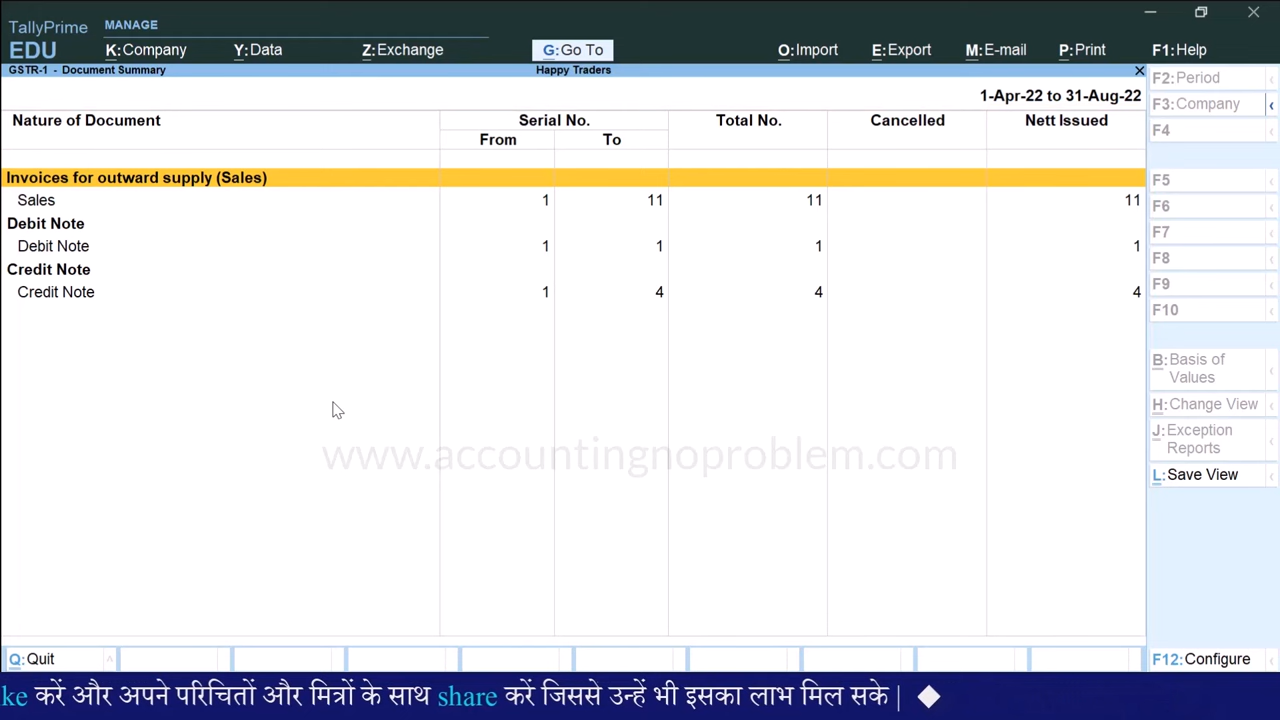 TallyPrime
MANAGE
EDU
K:Company Y:Data Z:Exchange G:Go To O:Import E:Export M:E-mail P:Print F1:Help
GSTR-1 - Document Summary Happy Traders
1-Apr-22 to 31-Aug-22
Nature of Document Serial No. Total No. Cancelled Nett Issued
From To
Invoices for outward supply (Sales)
Sales 1 11 11 11
Debit Note
Debit Note 1 1 1 1
Credit Note
Credit Note 1 4 4 4
www.accountingnoproblem.com
F2:Period
F3:Company
F4
F5
F6
F7
F8
F9
F10
B:Basis of
Values
H:Change View
J:Exception
Reports
L:Save View
Q:Quit F12:Configure
ke करें और अपने परिचितों और मित्रों के साथ share करें जिससे उन्हें भी इसका लाभ मिल सके |